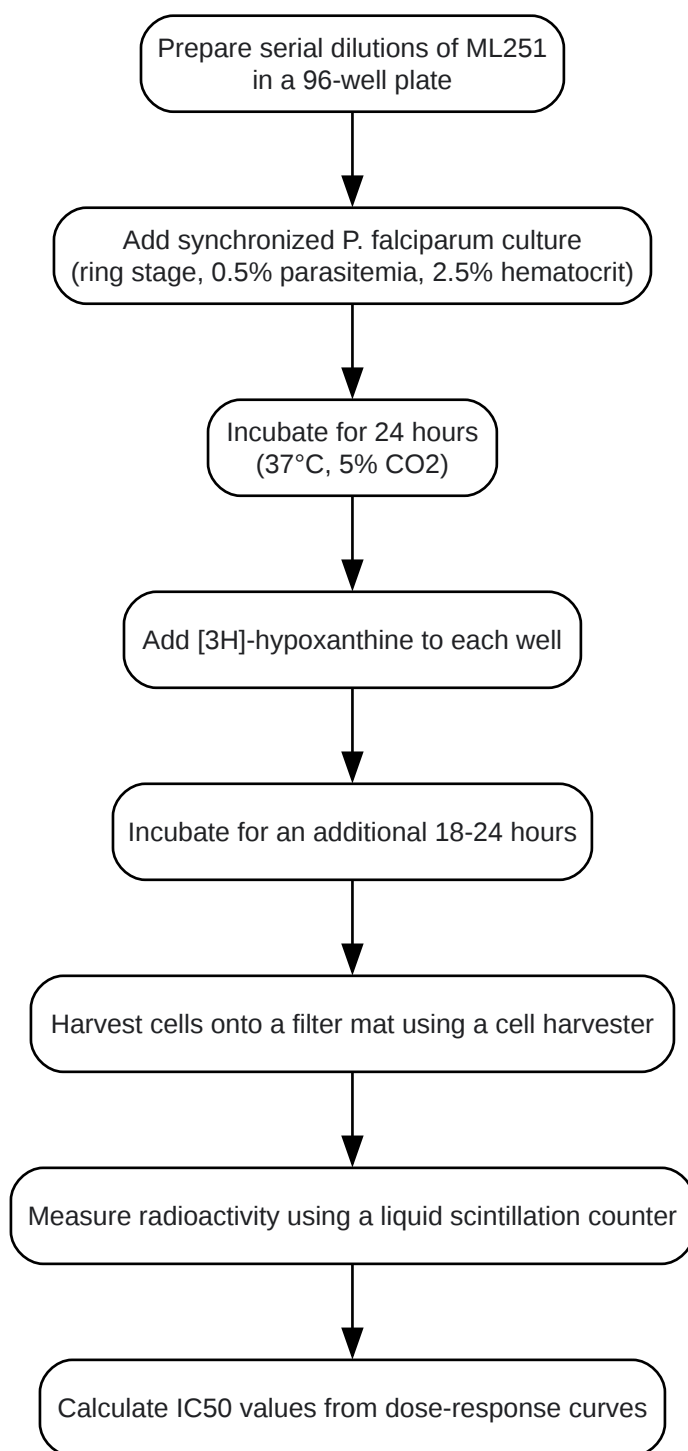 Prepare serial dilutions of ML251
in a 96-well plate
Add synchronized P. falciparum culture
(ring stage, 0.5% parasitemia, 2.5% hematocrit)
Incubate for 24 hours
(37°C, 5% CO2)
Add [3H]-hypoxanthine to each well
Incubate for an additional 18-24 hours
Harvest cells onto a filter mat using a cell harvester
Measure radioactivity using a liquid scintillation counter
Calculate IC50 values from dose-response curves